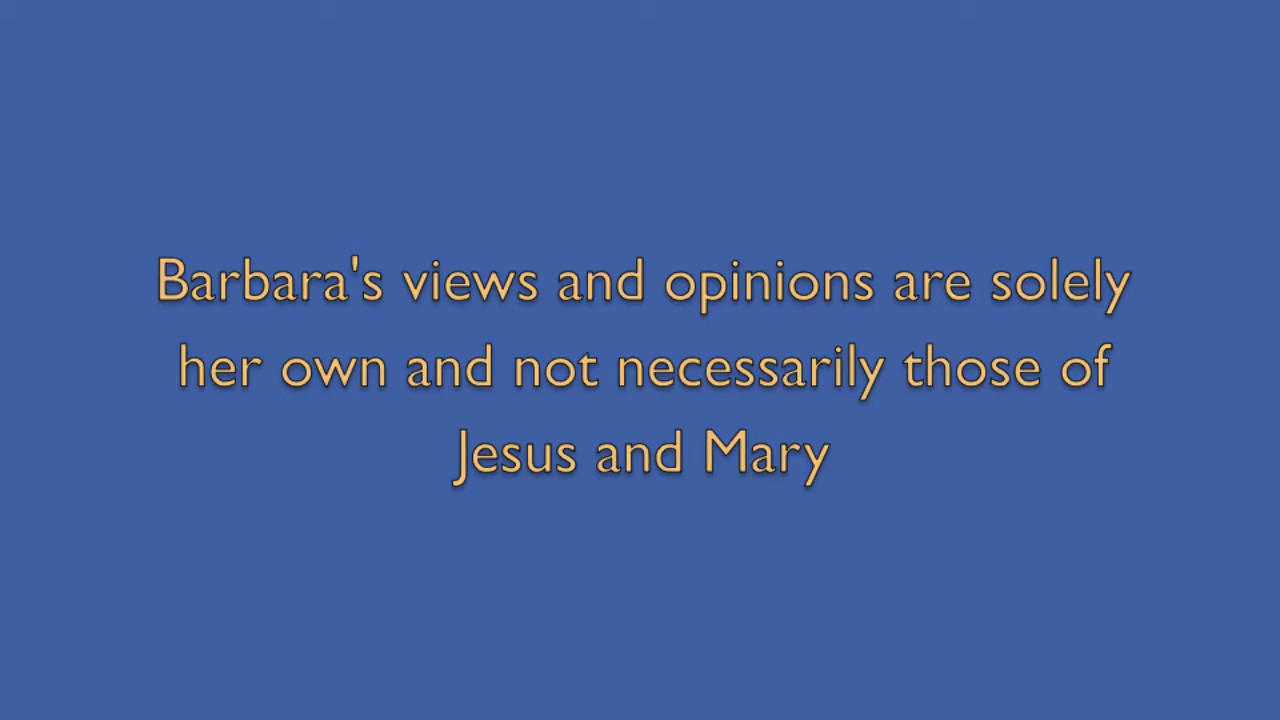 Barbara's views and opinions are solely
her own and not necessarily those of
Jesus and Mary